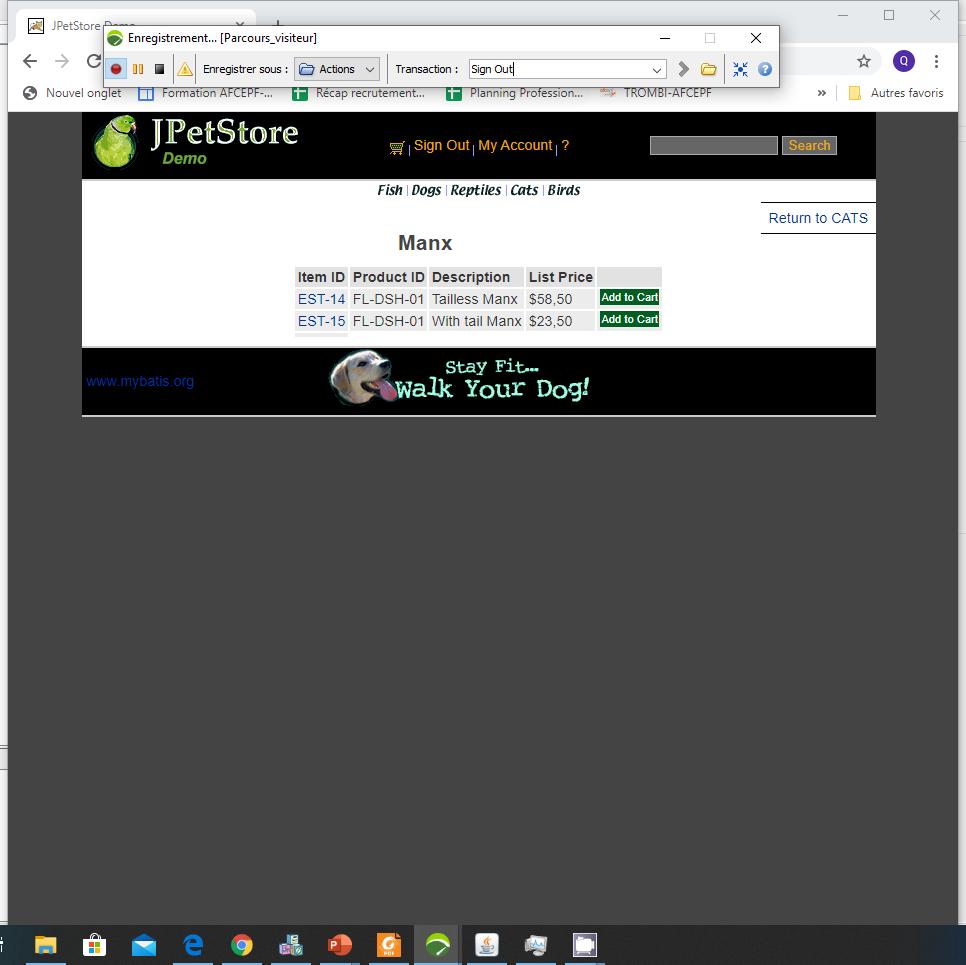 JPetStore Demo
Enregistrement... [Parcours_visiteur]
Enregistrer sous :
Actions
Transaction :
Sign Out
?
Q
Nouvel onglet
Formation AFCEPF-...
Récap recrutement...
Planning Profession...
TROMBI-AFCEPF
»
Autres favoris
JPetStore
Demo
| Sign Out | My Account | ?
Search
Fish | Dogs | Reptiles | Cats | Birds
Return to CATS
Manx
Item ID Product ID Description List Price
EST-14 FL-DSH-01 Tailless Manx $58,50 Add to Cart
EST-15 FL-DSH-01 With tail Manx $23,50 Add to Cart
www.mybatis.org
Stay Fit...
Walk Your Dog!